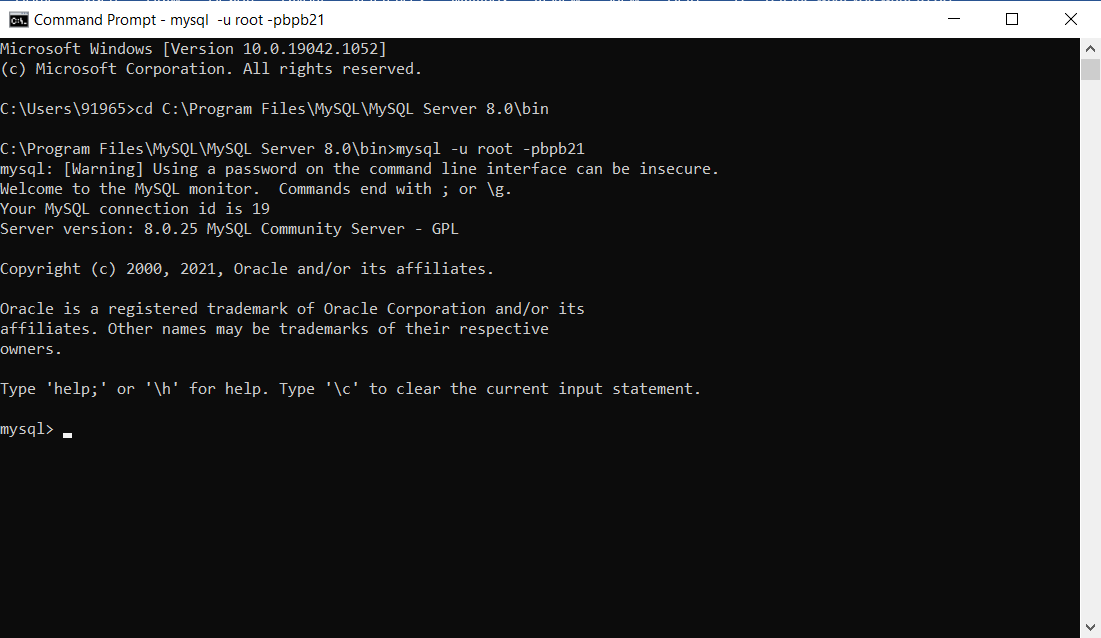 Command Prompt - mysql  -u root -pbpb21
Microsoft Windows [Version 10.0.19042.1052]
(c) Microsoft Corporation. All rights reserved.
C:\Users\91965>cd C:\Program Files\MySQL\MySQL Server 8.0\bin
C:\Program Files\MySQL\MySQL Server 8.0\bin>mysql -u root -pbpb21
mysql: [Warning] Using a password on the command line interface can be insecure.
Welcome to the MySQL monitor.  Commands end with ; or \g.
Your MySQL connection id is 19
Server version: 8.0.25 MySQL Community Server - GPL
Copyright (c) 2000, 2021, Oracle and/or its affiliates.
Oracle is a registered trademark of Oracle Corporation and/or its
affiliates. Other names may be trademarks of their respective
owners.
Type 'help;' or '\h' for help. Type '\c' to clear the current input statement.
mysql>